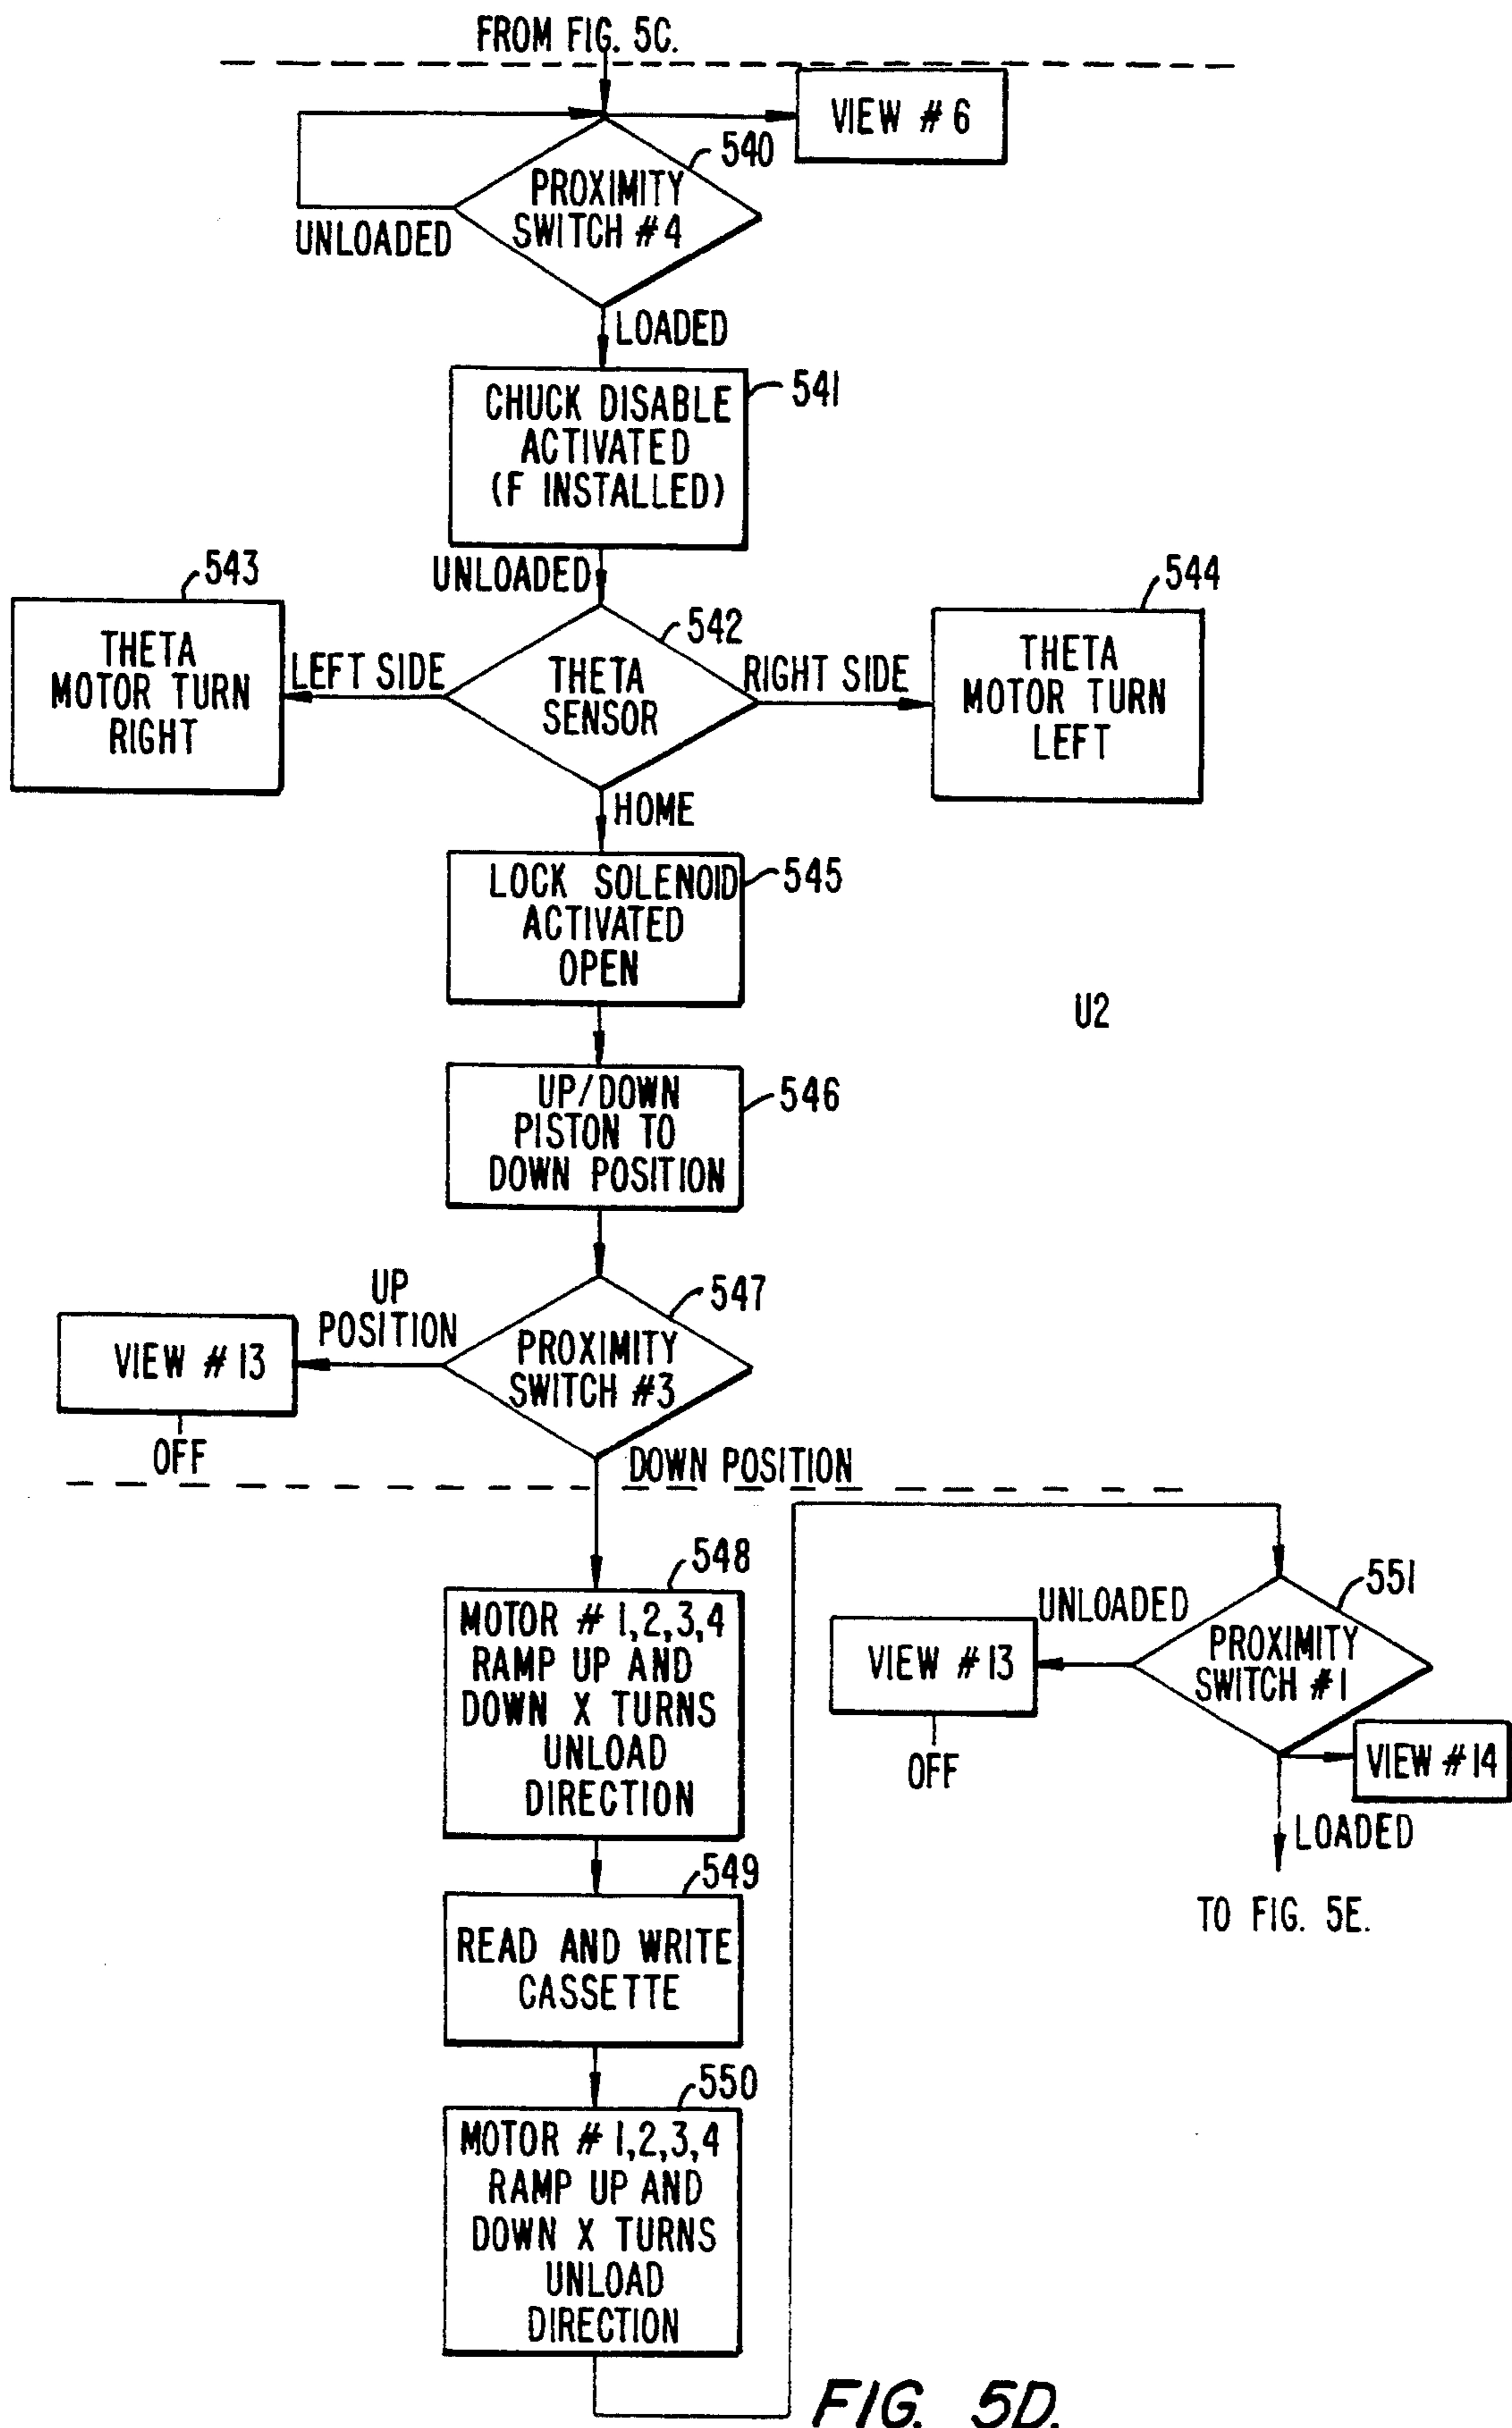 FROM FIG. 5C.
VIEW # 6
540
PROXIMITY
SWITCH #4
UNLOADED
LOADED
541
CHUCK DISABLE
ACTIVATED
(F INSTALLED)
UNLOADED
543
THETA
MOTOR TURN
RIGHT
LEFT SIDE
542
THETA
SENSOR
RIGHT SIDE
544
THETA
MOTOR TURN
LEFT
HOME
545
LOCK SOLENOID
ACTIVATED
OPEN
U2
546
UP/DOWN
PISTON TO
DOWN POSITION
547
UP
POSITION
VIEW # 13
OFF
PROXIMITY
SWITCH #3
DOWN POSITION
548
MOTOR # 1,2,3,4
RAMP UP AND
DOWN X TURNS
UNLOAD
DIRECTION
549
READ AND WRITE
CASSETTE
550
MOTOR # 1,2,3,4
RAMP UP AND
DOWN X TURNS
UNLOAD
DIRECTION
551
UNLOADED
VIEW # 13
OFF
PROXIMITY
SWITCH #1
VIEW # 14
LOADED
TO FIG. 5E.
FIG. 5D.